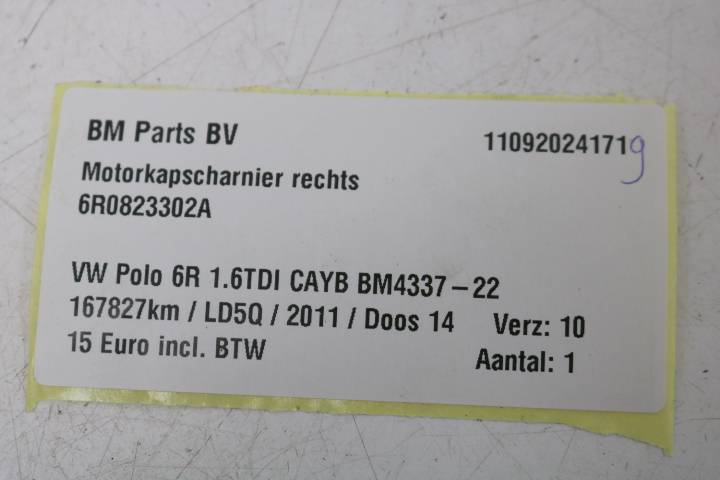 BM Parts BV 110920241719
Motorkapscharnier rechts
6R0823302A
VW Polo 6R 1.6TDI CAYB BM4337-22
167827km / LD5Q / 2011 / Doos 14 Verz: 10
15 Euro incl. BTW Aantal: 1